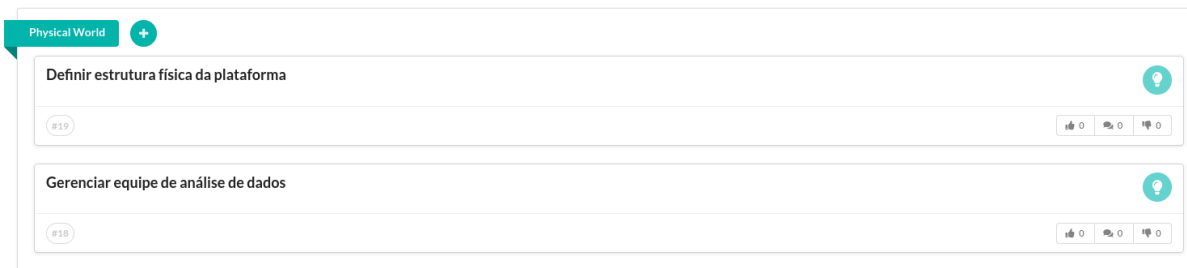 Physical World
Definir estrutura física da plataforma
#19
0 0 0
Gerenciar equipe de análise de dados
#18
0 0 0